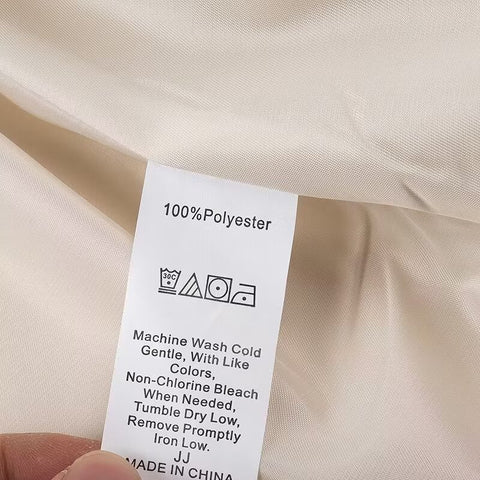 100%Polyester
30C
Machine Wash Cold
Gentle, With Like
Colors,
Non-Chlorine Bleach
When Needed,
Tumble Dry Low,
Remove Promptly
Iron Low.
JJ
MADE IN CHINA